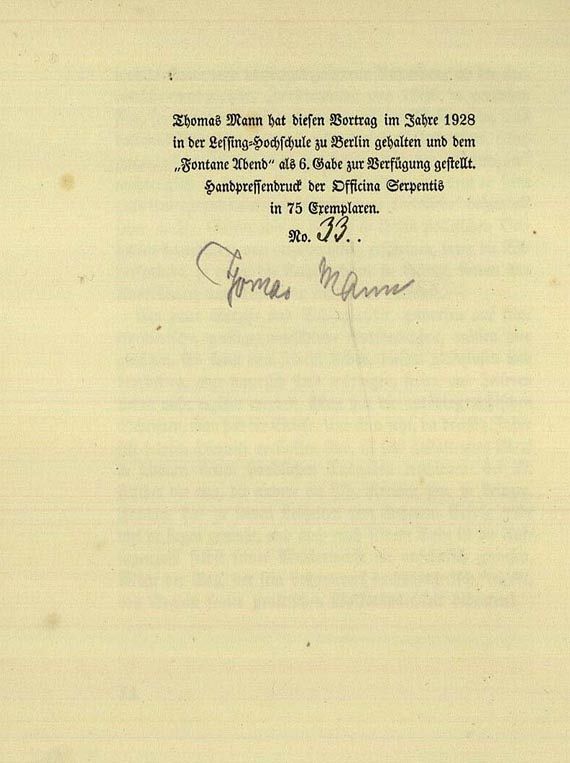 Thomas Mann hat diesen Vortrag im Jahre 1928
in der Lessing-Hochschule zu Berlin gehalten und dem
„Fontane Abend“ als 6. Gabe zur Verfügung gestellt.
Handpressendruck der Officina Serpentis
in 75 Exemplaren.
No. 33..
Thomas Mann